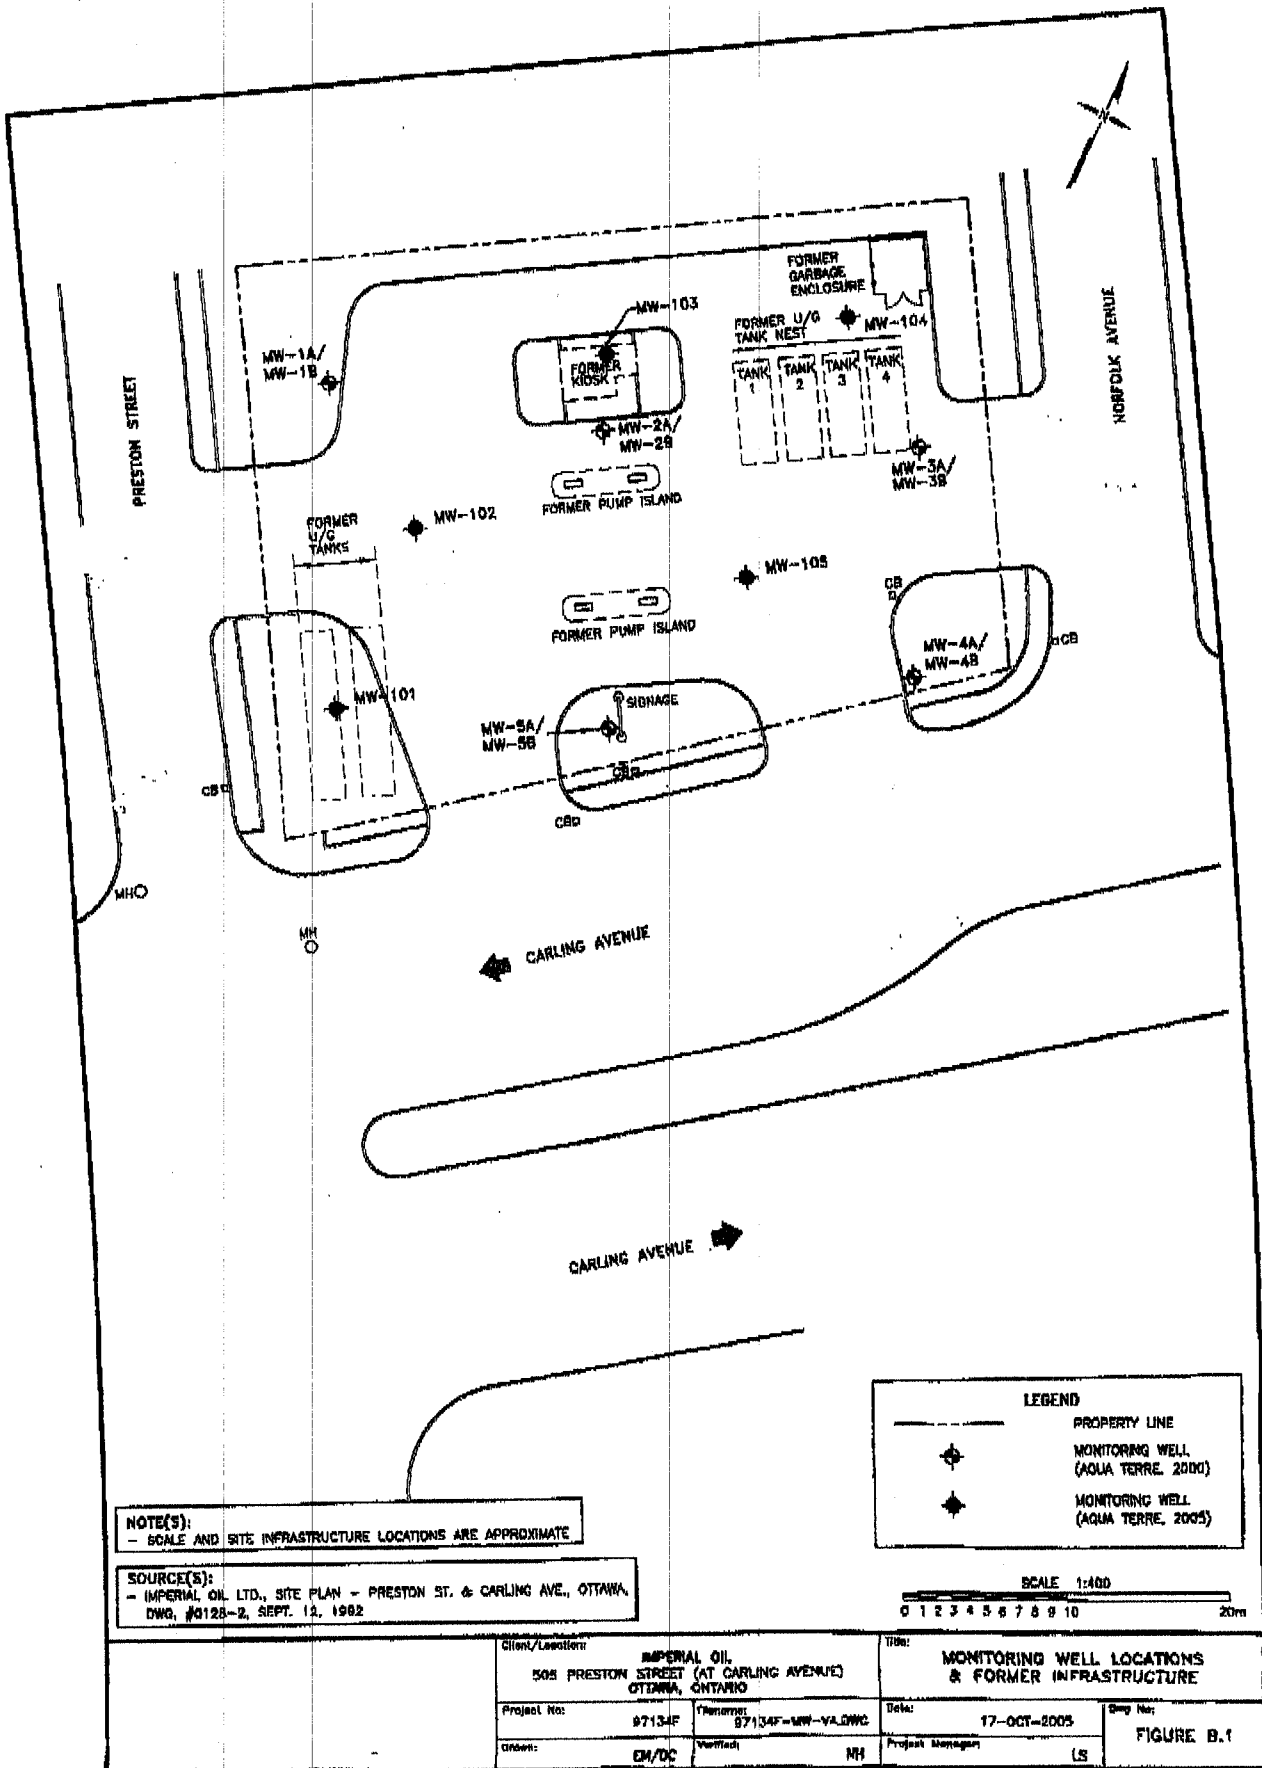 N
FORMER
GARBAGE
ENCLOSURE
MW-103
FORMER U/G
TANK NEST
MW-104
MW-1A/
MW-1B
FORMER
KIOSK
TANK
1
TANK
2
TANK
3
TANK
4
PRESTON STREET
NORFOLK AVENUE
MW-2A/
MW-2B
MW-3A/
MW-3B
FORMER PUMP ISLAND
MW-102
FORMER
U/G
TANKS
MW-105
CB
FORMER PUMP ISLAND
CB
MW-4A/
MW-4B
MW-101
SIGNAGE
MW-5A/
MW-5B
CB
CB
CB
MH
MH
CARLING AVENUE
CARLING AVENUE
LEGEND
PROPERTY LINE
MONITORING WELL
(AQUA TERRE, 2000)
MONITORING WELL
(AQUA TERRE, 2005)
NOTE(S):
- SCALE AND SITE INFRASTRUCTURE LOCATIONS ARE APPROXIMATE
SOURCE(S):
- IMPERIAL OIL LTD., SITE PLAN - PRESTON ST. & CARLING AVE., OTTAWA,
DWG, #0128-2, SEPT. 12, 1982
SCALE 1:400
0 1 2 3 4 5 6 7 8 9 10 20m
Client/Location:
IMPERIAL OIL
505 PRESTON STREET (AT CARLING AVENUE)
OTTAWA, ONTARIO
Title:
MONITORING WELL LOCATIONS
& FORMER INFRASTRUCTURE
Project No:
97134F
Filename:
97134F-MW-VA.DWG
Date:
17-OCT-2005
Dwg No:
FIGURE B.1
Drawn:
EM/DC
Verified:
NH
Project Manager:
LS